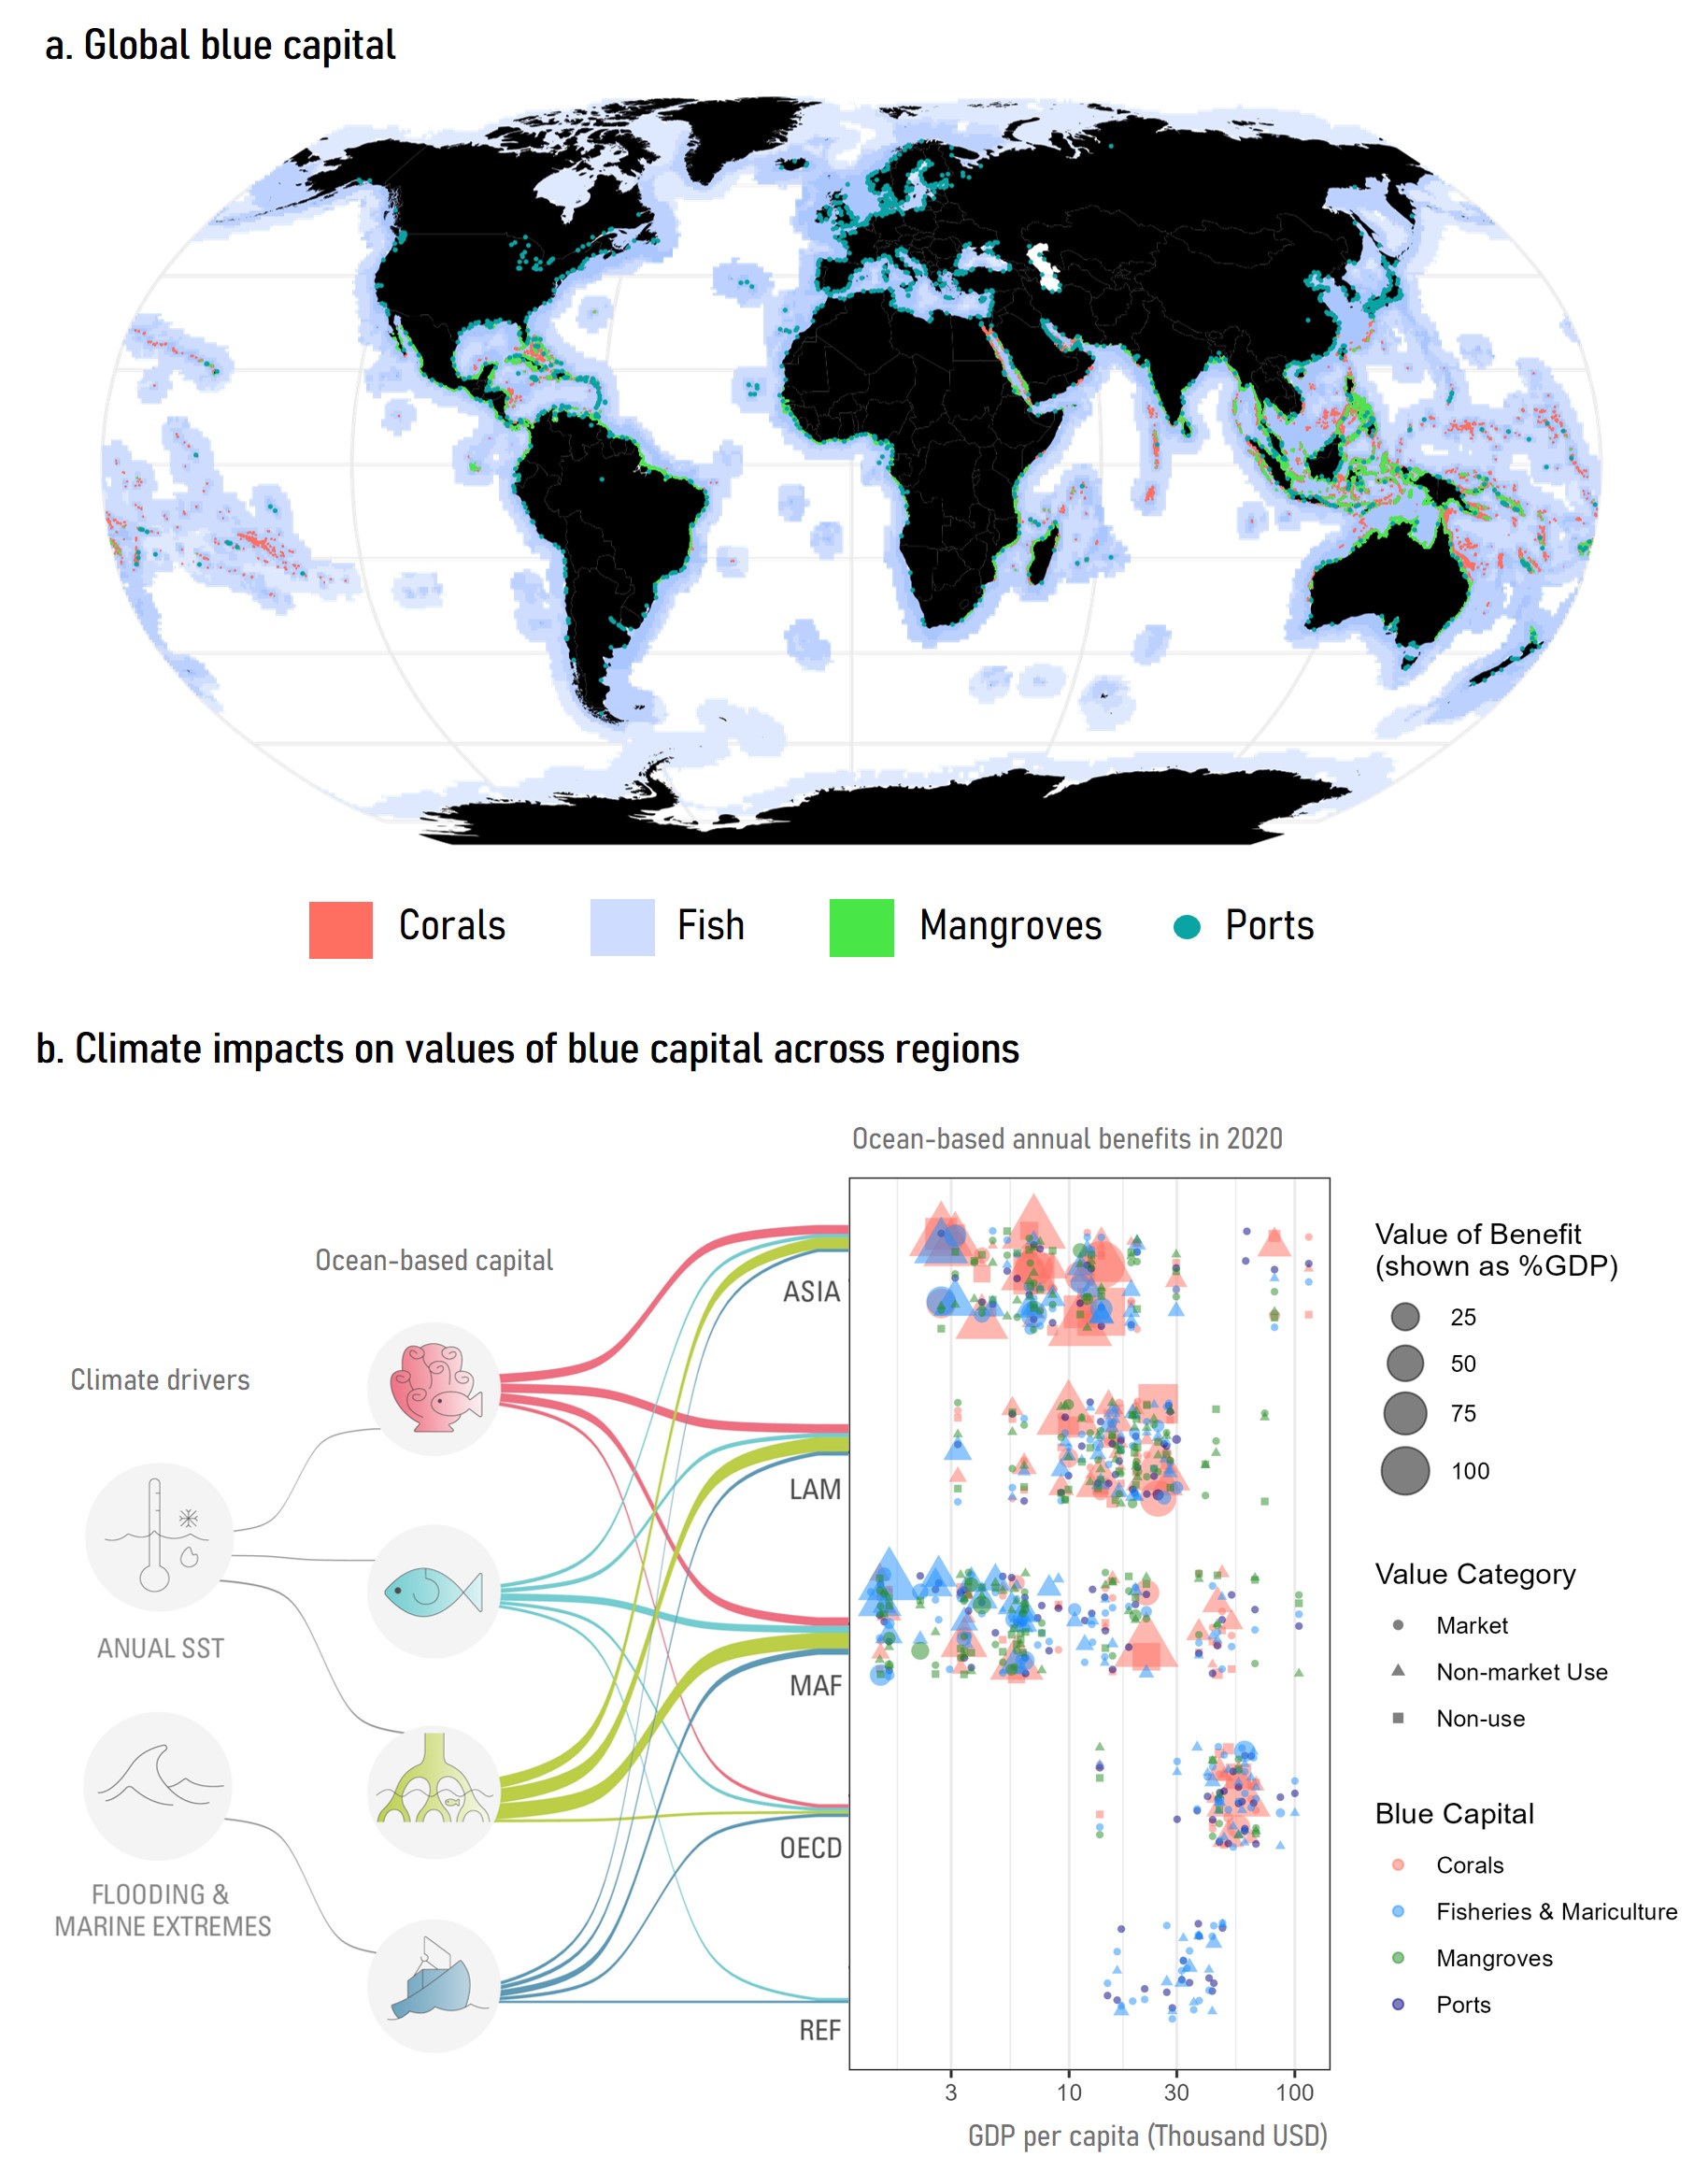 a. Global blue capital
Corals
Fish
Mangroves
Ports
b. Climate impacts on values of blue capital across regions
Ocean-based annual benefits in 2020
Ocean-based capital
Climate drivers
ANUAL SST
FLOODING &
MARINE EXTREMES
ASIA
LAM
MAF
OECD
REF
3
10
30
100
GDP per capita (Thousand USD)
Value of Benefit
(shown as %GDP)
25
50
75
100
Value Category
Market
Non-market Use
Non-use
Blue Capital
Corals
Fisheries & Mariculture
Mangroves
Ports